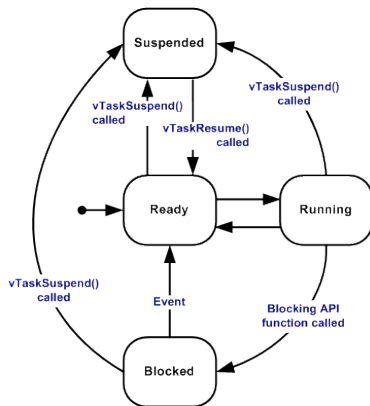 Suspended
vTaskSuspend()
called
vTaskResume()
called
vTaskSuspend()
called
Ready
Running
vTaskSuspend()
called
Event
Blocking API
function called
Blocked